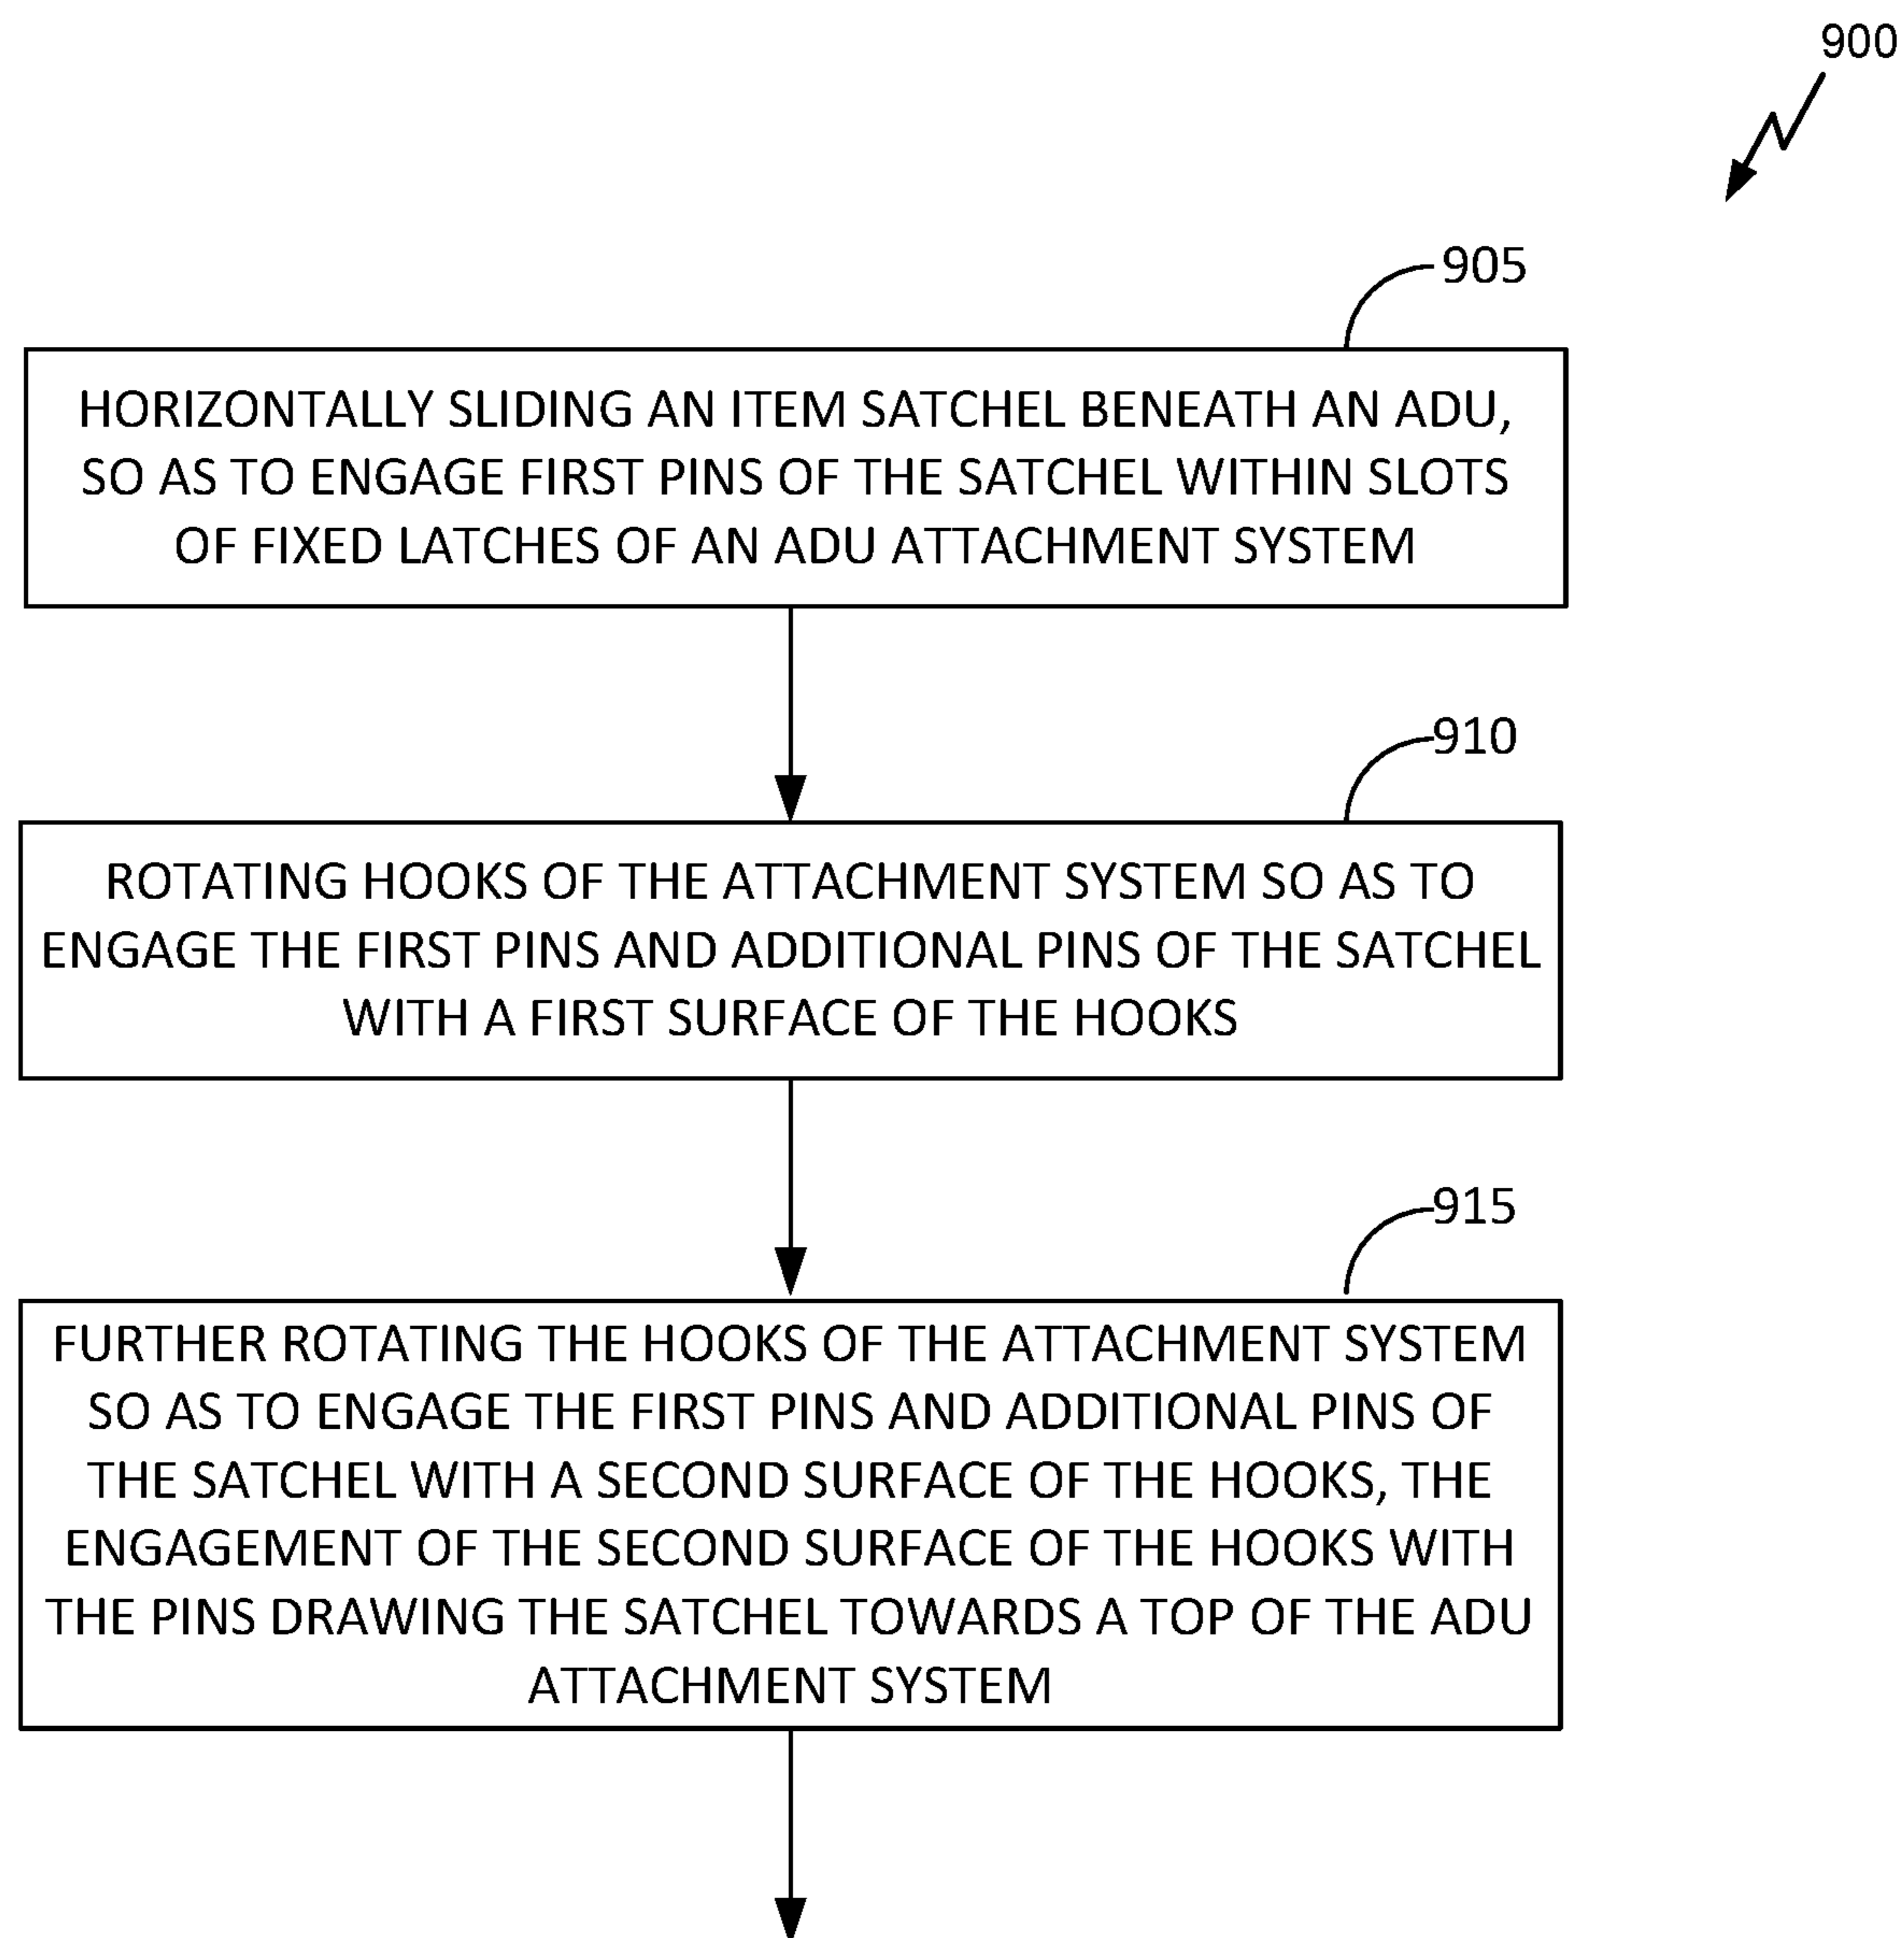 900
905
HORIZONTALLY SLIDING AN ITEM SATCHEL BENEATH AN ADU,
SO AS TO ENGAGE FIRST PINS OF THE SATCHEL WITHIN SLOTS
OF FIXED LATCHES OF AN ADU ATTACHMENT SYSTEM
910
ROTATING HOOKS OF THE ATTACHMENT SYSTEM SO AS TO
ENGAGE THE FIRST PINS AND ADDITIONAL PINS OF THE SATCHEL
WITH A FIRST SURFACE OF THE HOOKS
915
FURTHER ROTATING THE HOOKS OF THE ATTACHMENT SYSTEM
SO AS TO ENGAGE THE FIRST PINS AND ADDITIONAL PINS OF
THE SATCHEL WITH A SECOND SURFACE OF THE HOOKS, THE
ENGAGEMENT OF THE SECOND SURFACE OF THE HOOKS WITH
THE PINS DRAWING THE SATCHEL TOWARDS A TOP OF THE ADU
ATTACHMENT SYSTEM